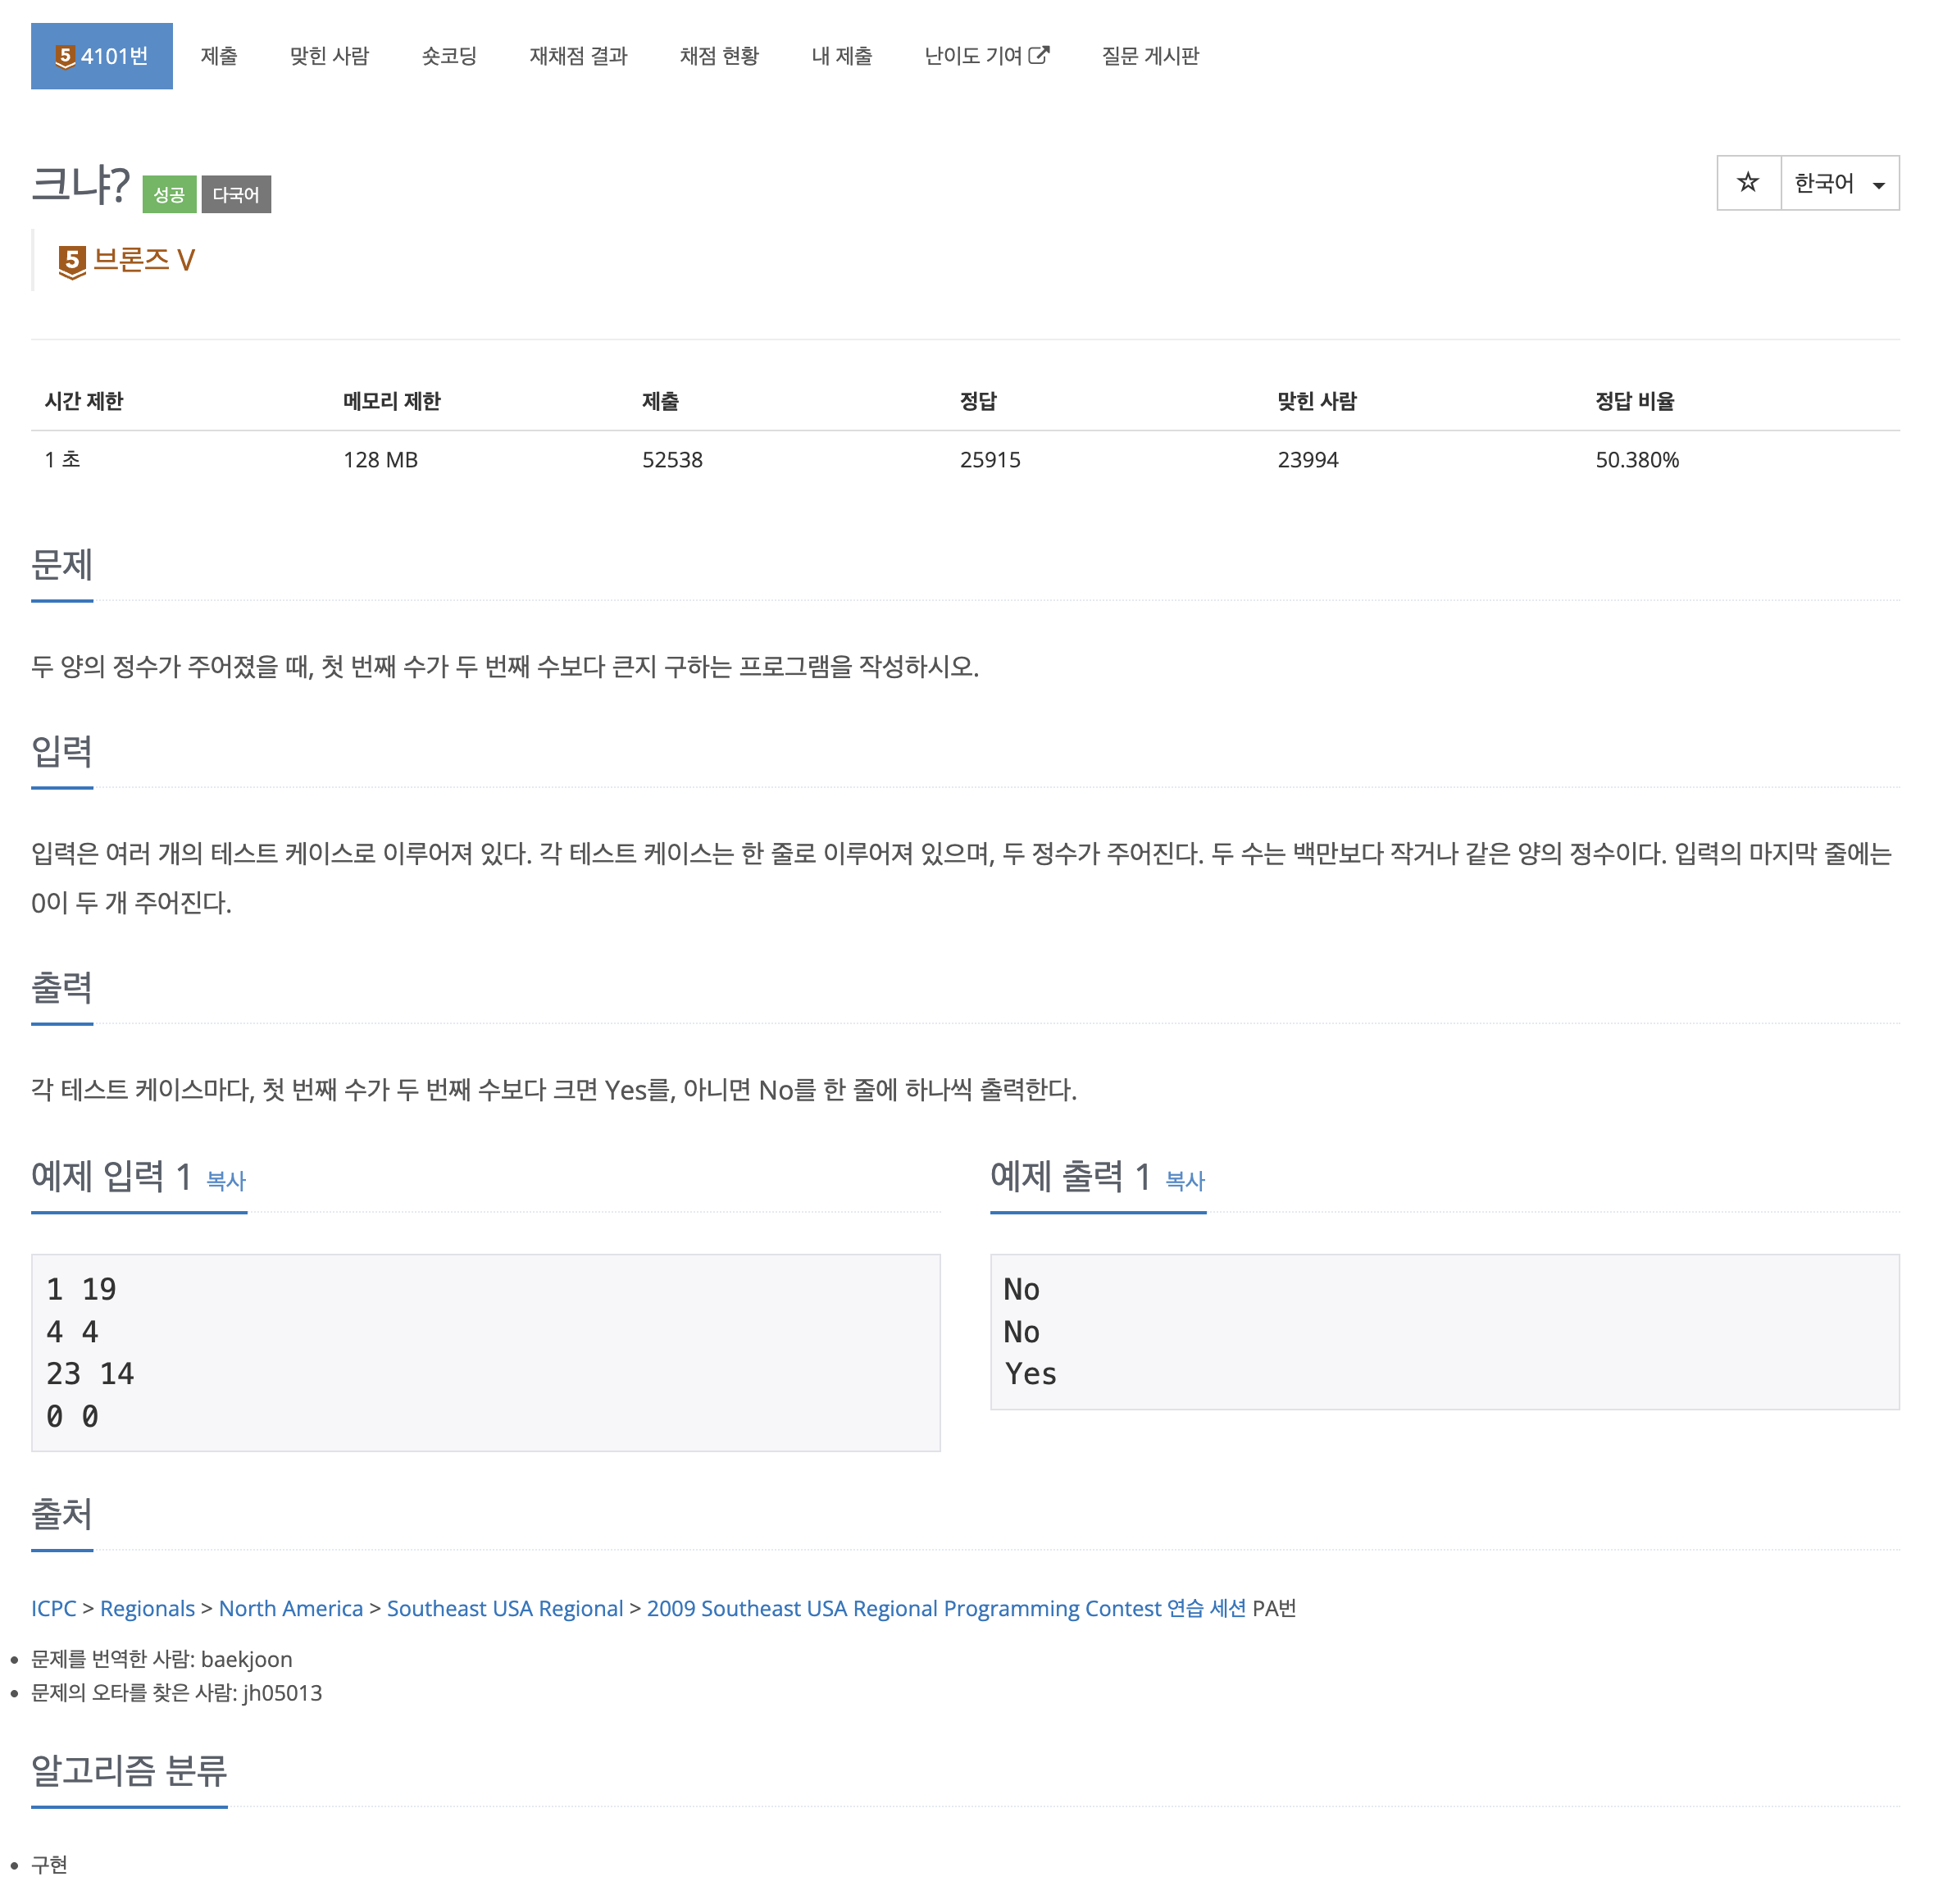 5 4101번 제출 맞힌 사람 숏코딩 재채점 결과 채점 현황 내 제출 난이도 기여 질문 게시판
크냐? 성공 다국어 ☆ 한국어
5 브론즈 V
시간 제한 메모리 제한 제출 정답 맞힌 사람 정답 비율
1 초 128 MB 52538 25915 23994 50.380%
문제
두 양의 정수가 주어졌을 때, 첫 번째 수가 두 번째 수보다 큰지 구하는 프로그램을 작성하시오.
입력
입력은 여러 개의 테스트 케이스로 이루어져 있다. 각 테스트 케이스는 한 줄로 이루어져 있으며, 두 정수가 주어진다. 두 수는 백만보다 작거나 같은 양의 정수이다. 입력의 마지막 줄에는
0이 두 개 주어진다.
출력
각 테스트 케이스마다, 첫 번째 수가 두 번째 수보다 크면 Yes를, 아니면 No를 한 줄에 하나씩 출력한다.
예제 입력 1 복사
1 19
4 4
23 14
0 0
예제 출력 1 복사
No
No
Yes
출처
ICPC > Regionals > North America > Southeast USA Regional > 2009 Southeast USA Regional Programming Contest 연습 세션 PA번
• 문제를 번역한 사람: baekjoon
• 문제의 오타를 찾은 사람: jh05013
알고리즘 분류
• 구현